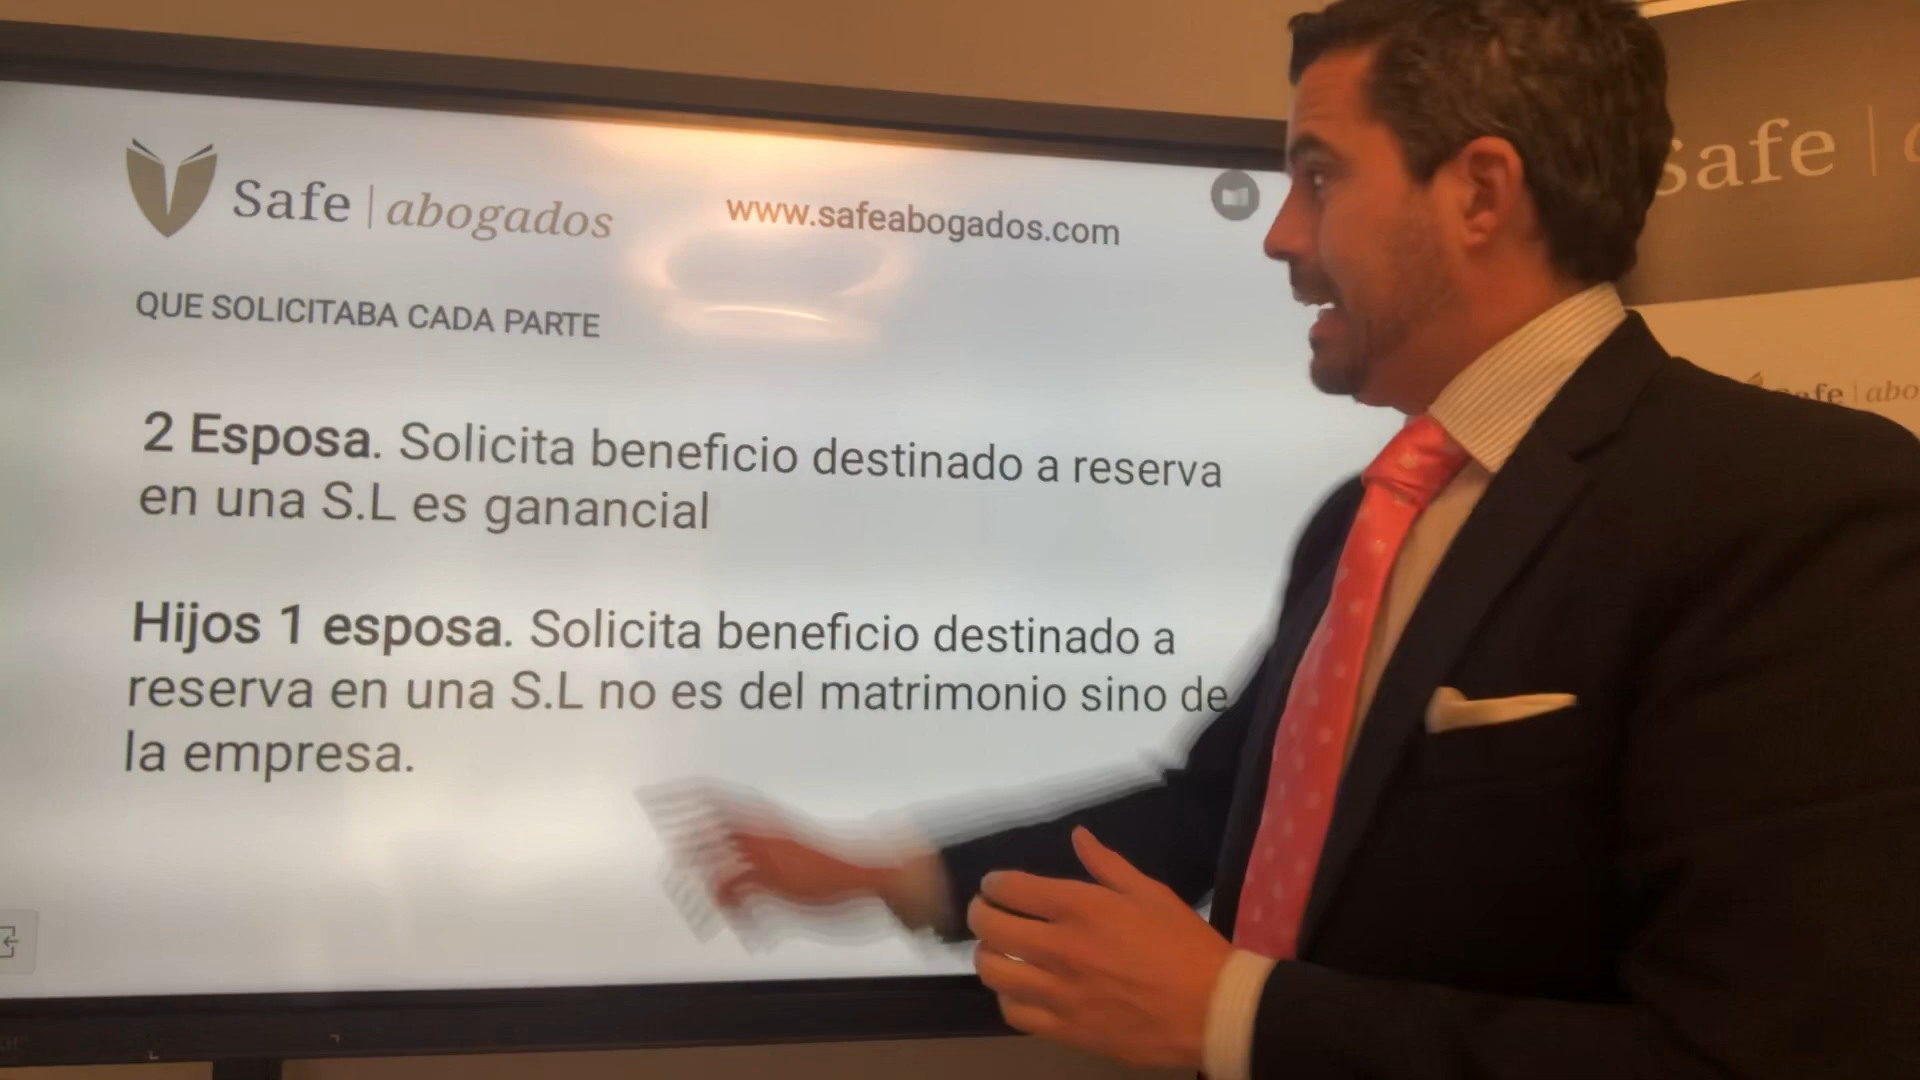 Safe | abogados
www.safeabogados.com
QUE SOLICITABA CADA PARTE
2 Esposa. Solicita beneficio destinado a reserva
en una S.L es ganancial
Hijos 1 esposa. Solicita beneficio destinado a
reserva en una S.L no es del matrimonio sino de
la empresa.
Safe |